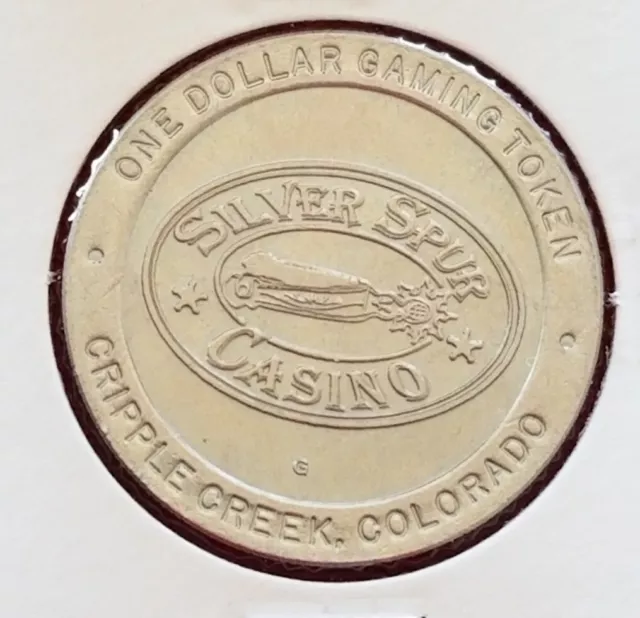 ONE DOLLAR GAMING TOKEN
SILVER SPUR
CASINO
G
CRIPPLE CREEK, COLORADO